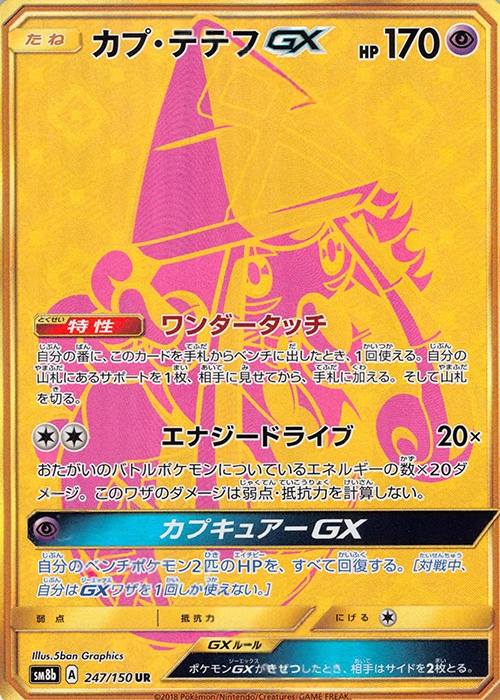 たね カプ・テテフGX HP 170
とくせい
特性 ワンダータッチ
自分の番に、このカードを手札からベンチに出したとき、1回使える。自分の
山札にあるサポートを1枚、相手に見せてから、手札に加える。そして山札
を切る。
エナジードライブ 20×
おたがいのバトルポケモンについているエネルギーの数×20ダ
メージ。このワザのダメージは弱点・抵抗力を計算しない。
カプキュアーGX
自分のベンチポケモン2匹のHPを、すべて回復する。[対戦中、
自分はGXワザを1回しか使えない。]
弱点 抵抗力 にげる
Illus. 5ban Graphics
GXルール
sm8b A 247/150 UR
ポケモンGXがきぜつしたとき、相手はサイドを2枚とる。
©2018 Pokémon/Nintendo/Creatures/GAME FREAK.